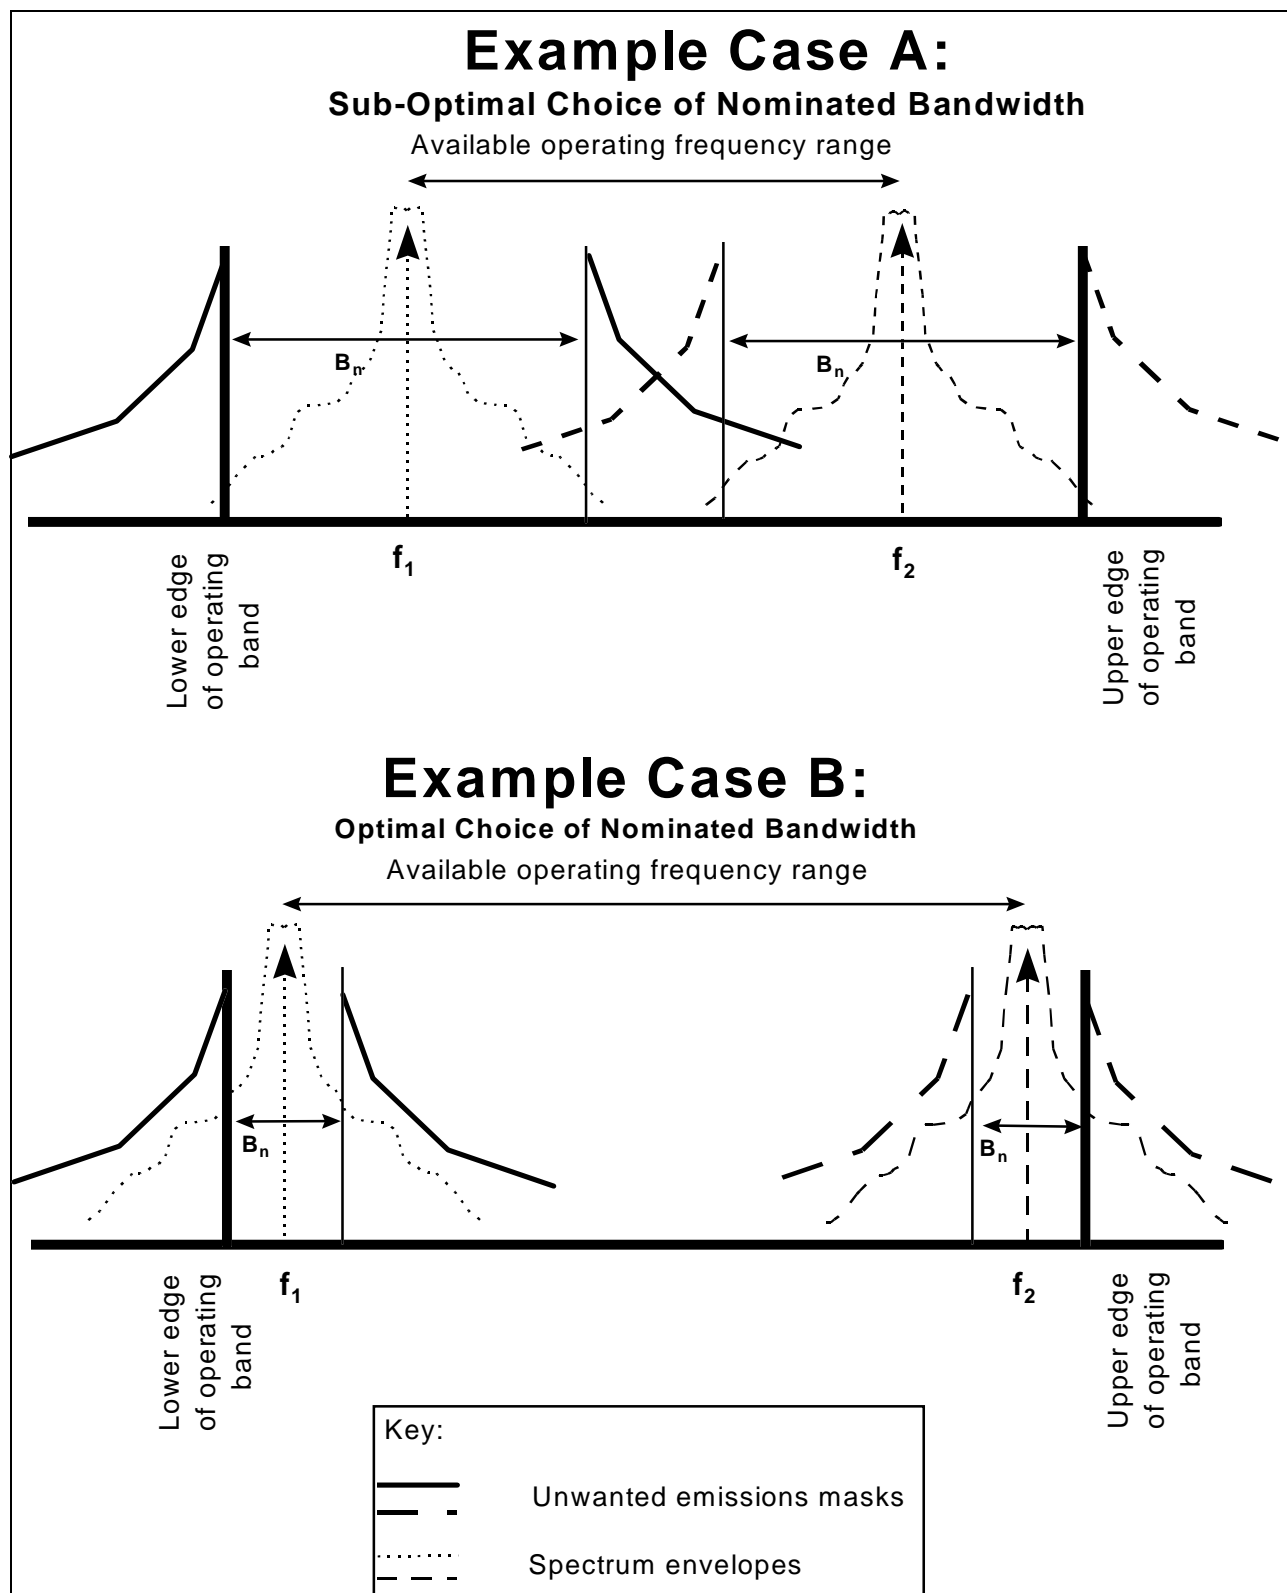 Example Case A:
Sub-Optimal Choice of Nominated Bandwidth
Available operating frequency range
Bn
Bn
f1
f2
Lower edge
of operating
band
Upper edge
of operating
band
Example Case B:
Optimal Choice of Nominated Bandwidth
Available operating frequency range
Bn
Bn
f1
f2
Lower edge
of operating
band
Upper edge
of operating
band
Key:
Unwanted emissions masks
Spectrum envelopes